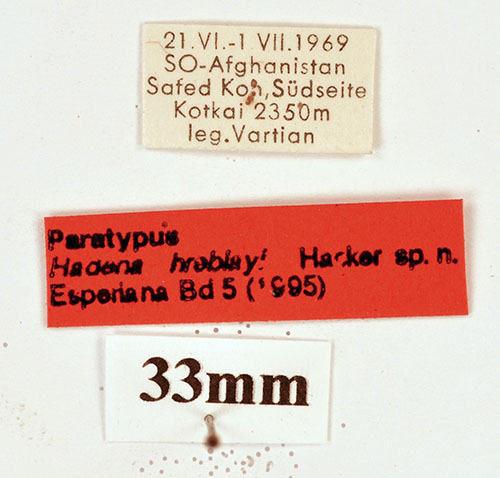 21.VI.-1.VII.1969
SO-Afghanistan
Safed Koh, Südseite
Kotkai 2350m
leg.Vartian
Paratypus
Hadena hreblayi Hacker sp. n.
Esperiana Bd 5 (1995)
33mm